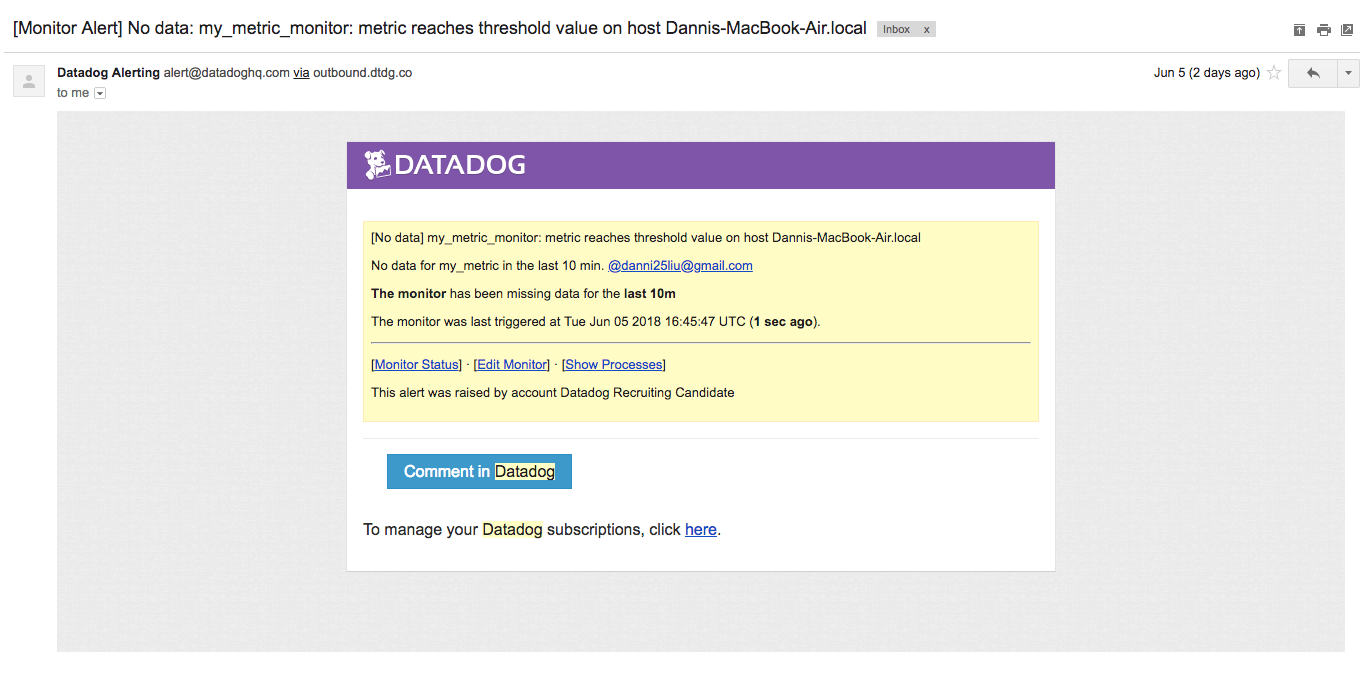 [Monitor Alert] No data: my_metric_monitor: metric reaches threshold value on host Dannis-MacBook-Air.local Inbox x
Datadog Alerting alert@datadoghq.com via outbound.dtdg.co Jun 5 (2 days ago)
to me
DATADOG
[No data] my_metric_monitor: metric reaches threshold value on host Dannis-MacBook-Air.local
No data for my_metric in the last 10 min. @danni25liu@gmail.com
The monitor has been missing data for the last 10m
The monitor was last triggered at Tue Jun 05 2018 16:45:47 UTC (1 sec ago).
[Monitor Status] · [Edit Monitor] · [Show Processes]
This alert was raised by account Datadog Recruiting Candidate
Comment in Datadog
To manage your Datadog subscriptions, click here.